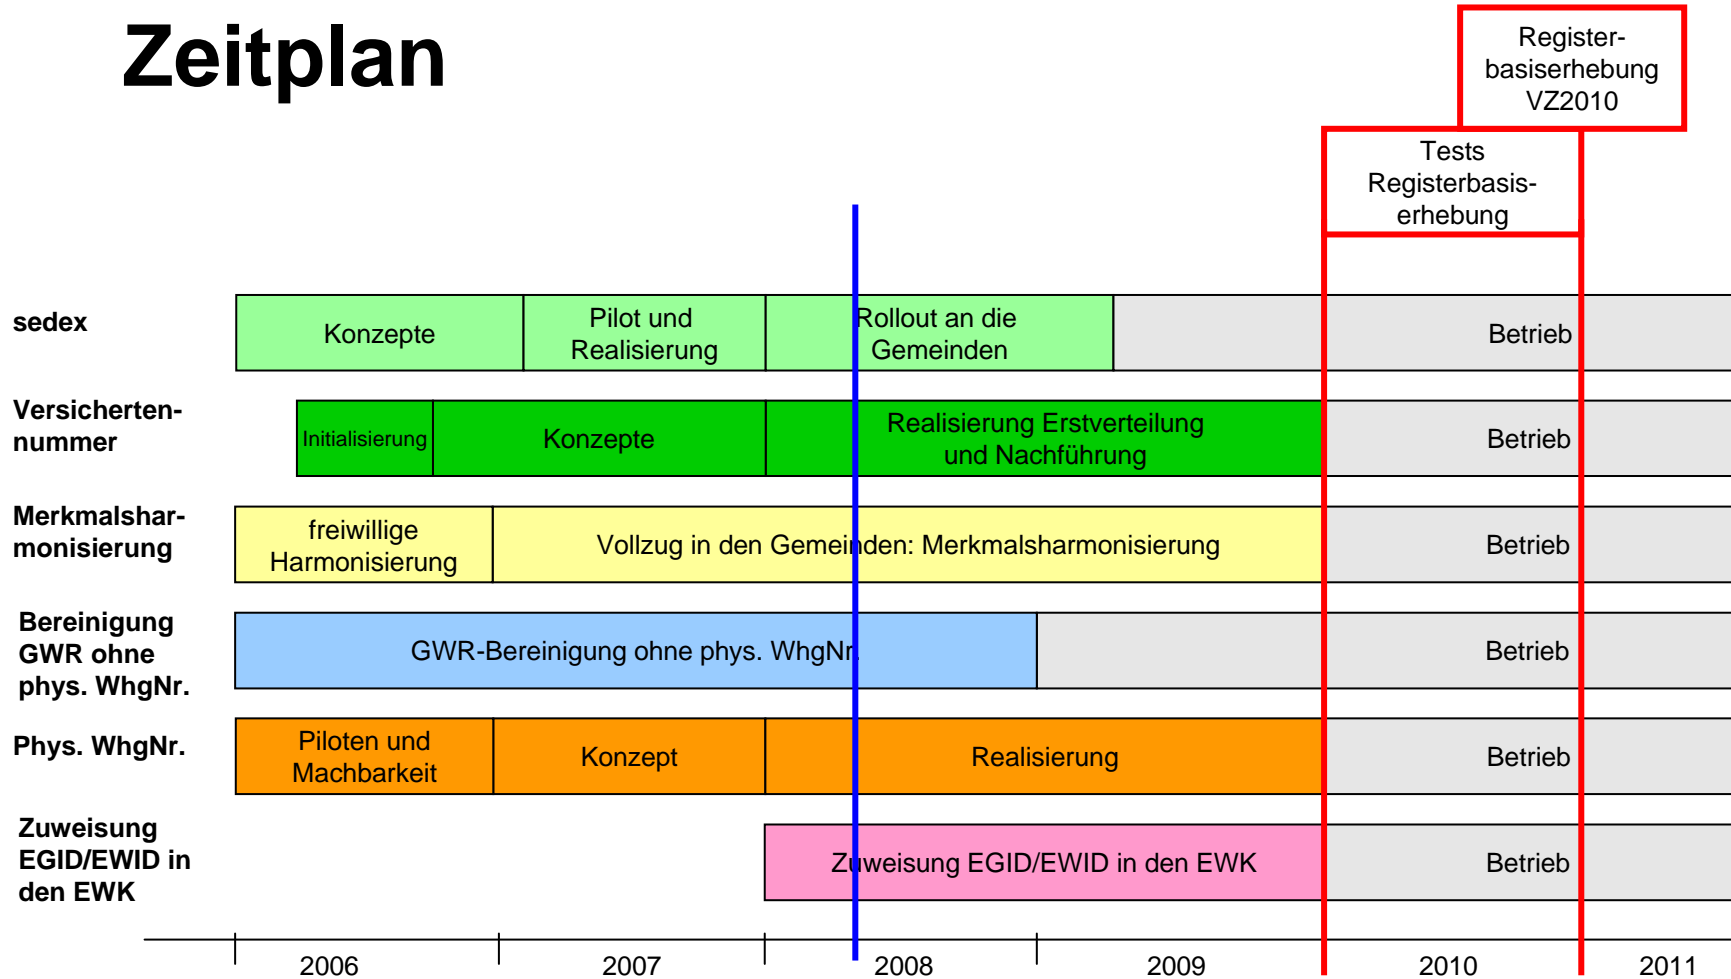 Zeitplan
Register-
basiserhebung
VZ2010
Tests
Registerbasis-
erhebung
sedex
Konzepte
Pilot und
Realisierung
Rollout an die
Gemeinden
Betrieb
Versicherten-
nummer
Initialisierung
Konzepte
Realisierung Erstverteilung
und Nachführung
Betrieb
Merkmalshar-
monisierung
freiwillige
Harmonisierung
Vollzug in den Gemeinden: Merkmalsharmonisierung
Betrieb
Bereinigung
GWR ohne
phys. WhgNr.
GWR-Bereinigung ohne phys. WhgNr.
Betrieb
Phys. WhgNr.
Piloten und
Machbarkeit
Konzept
Realisierung
Betrieb
Zuweisung
EGID/EWID in
den EWK
Zuweisung EGID/EWID in den EWK
Betrieb
2006
2007
2008
2009
2010
2011